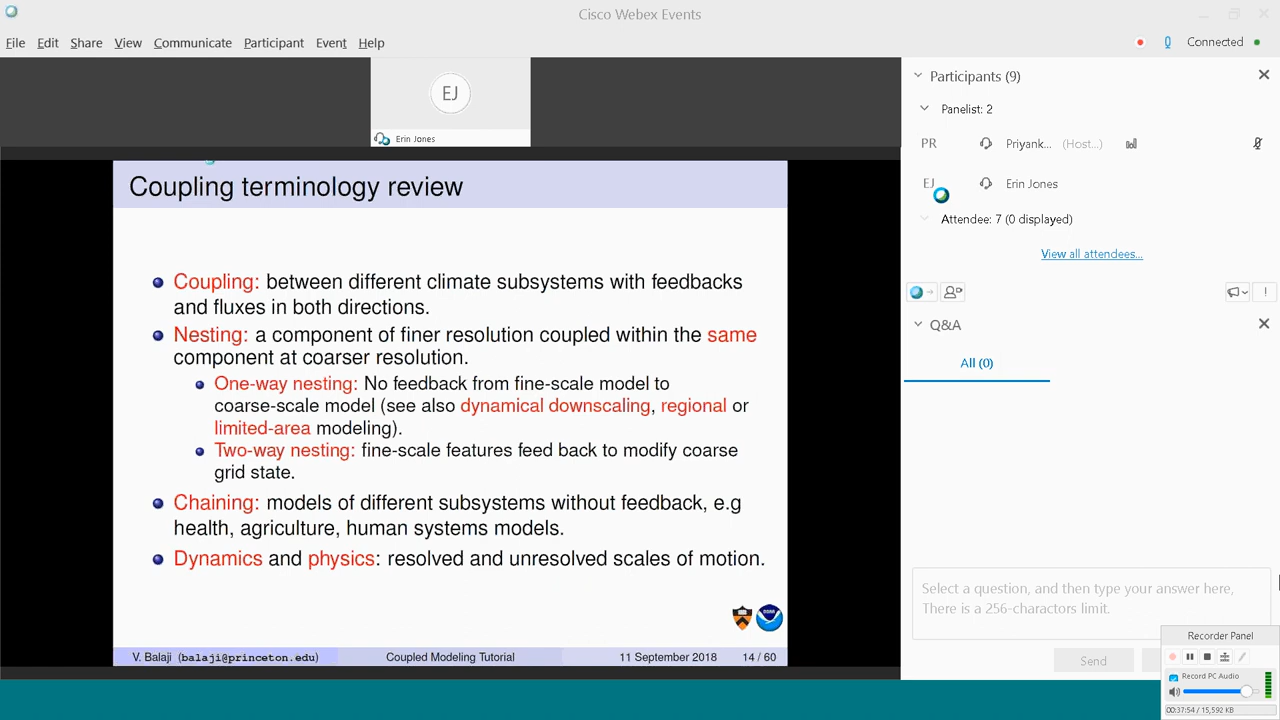 Cisco Webex Events
File Edit Share View Communicate Participant Event Help
Connected
EJ
Erin Jones
Coupling terminology review
Coupling: between different climate subsystems with feedbacks
and fluxes in both directions.
Nesting: a component of finer resolution coupled within the same
component at coarser resolution.
One-way nesting: No feedback from fine-scale model to
coarse-scale model (see also dynamical downscaling, regional or
limited-area modeling).
Two-way nesting: fine-scale features feed back to modify coarse
grid state.
Chaining: models of different subsystems without feedback, e.g
health, agriculture, human systems models.
Dynamics and physics: resolved and unresolved scales of motion.
V. Balaji (balaji@princeton.edu) Coupled Modeling Tutorial 11 September 2018 14 / 60
Participants (9)
Panelist: 2
PR Priyank... (Host...)
EJ Erin Jones
Attendee: 7 (0 displayed)
View all attendees...
Q&A
All (0)
Select a question, and then type your answer here,
There is a 256-charactors limit.
Send
Recorder Panel
Record PC Audio
00:37:54 / 15,592 KB